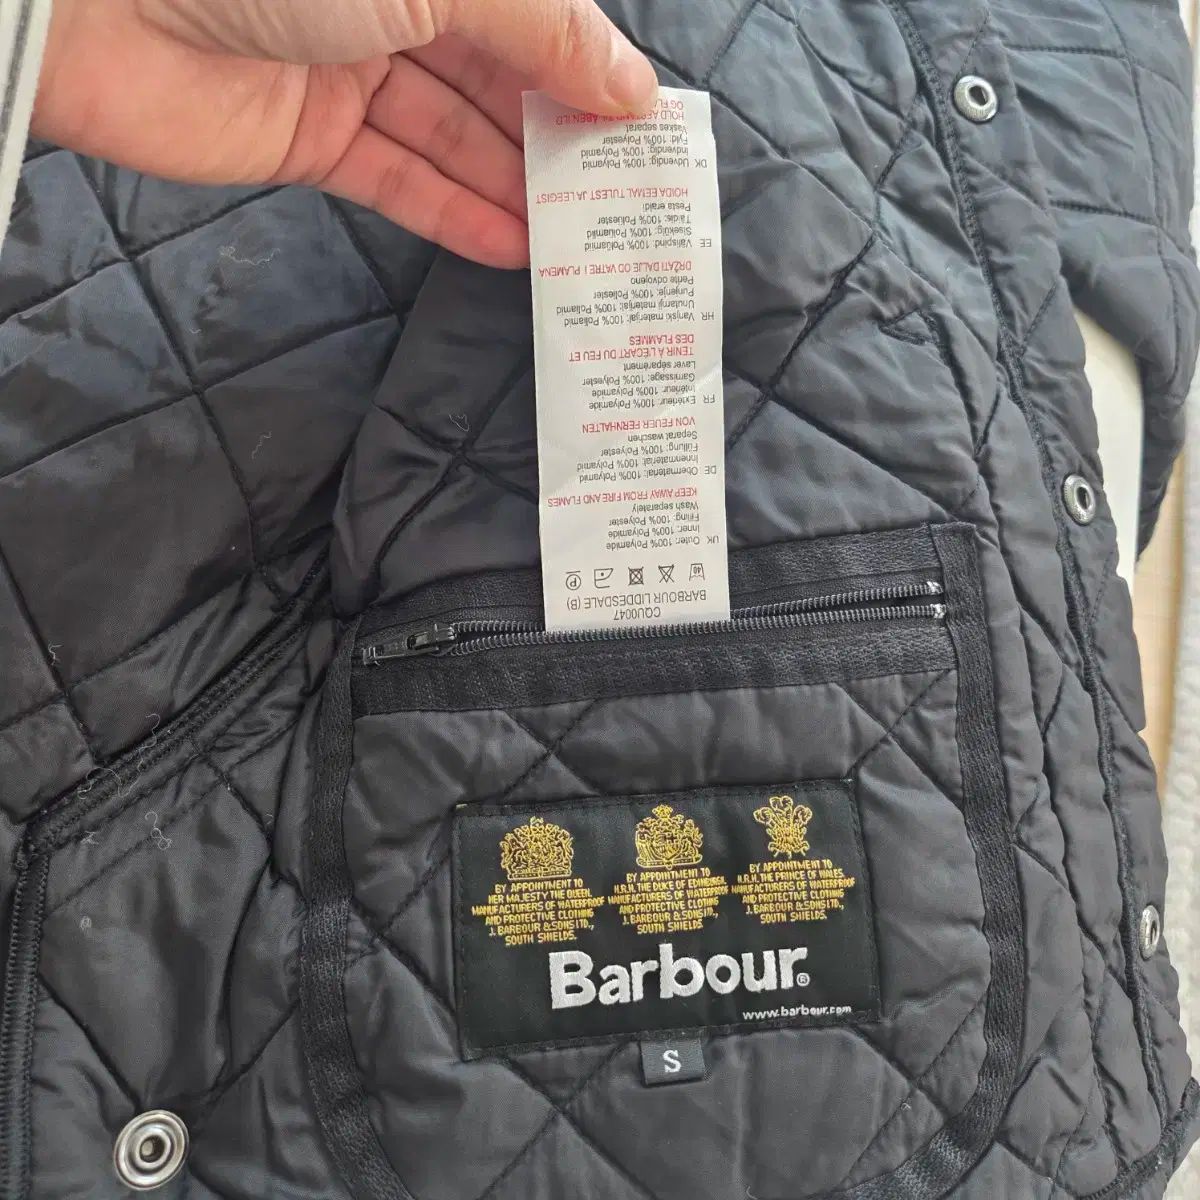 CQU0047
BARBOUR LIDDESDALE (B)
40
P
UK Outer: 100% Polyamide
Inner: 100% Polyamide
Filling: 100% Polyester
Wash separately
KEEP AWAY FROM FIRE AND FLAMES
DE Obermaterial: 100% Polyamid
Innenmaterial: 100% Polyamid
Füllung: 100% Polyester
Separat waschen
VON FEUER FERNHALTEN
FR Extérieur: 100% Polyamide
Intérieur: 100% Polyamide
Garnissage: 100% Polyester
Laver séparément
TENIR A L'ÉCART DU FEU ET
DES FLAMMES
HR Vanjski materijal: 100% Poliamid
Unutarnji materijal: 100% Poliamid
Punjenje: 100% Poliester
Perite odvojeno
DRŽATI DALJE OD VATRE I PLAMENA
EE Välispind: 100% Polüamiid
Sisekülg: 100% Polüamiid
Täidis: 100% Polüester
Pesta eraldi
HOIDA EEMAL TULEST JA LEEGIST
DK Udvendig: 100% Polyamid
Indvendig: 100% Polyamid
Fyld: 100% Polyester
Vaskes separat
HOLD AFSTAND TIL ÅBEN ILD
OG
BY APPOINTMENT TO
HER MAJESTY THE QUEEN
MANUFACTURERS OF WATERPROOF
AND PROTECTIVE CLOTHING
J. BARBOUR & SONS LTD.,
SOUTH SHIELDS.
BY APPOINTMENT TO
H.R.H. THE DUKE OF EDINBURGH
MANUFACTURERS OF WATERPROOF
AND PROTECTIVE CLOTHING
J. BARBOUR & SONS LTD.,
SOUTH SHIELDS.
BY APPOINTMENT TO
H.R.H. THE PRINCE OF WALES
MANUFACTURERS OF WATERPROOF
AND PROTECTIVE CLOTHING
J. BARBOUR & SONS LTD.,
SOUTH SHIELDS.
Barbour®
www.barbour.com
S